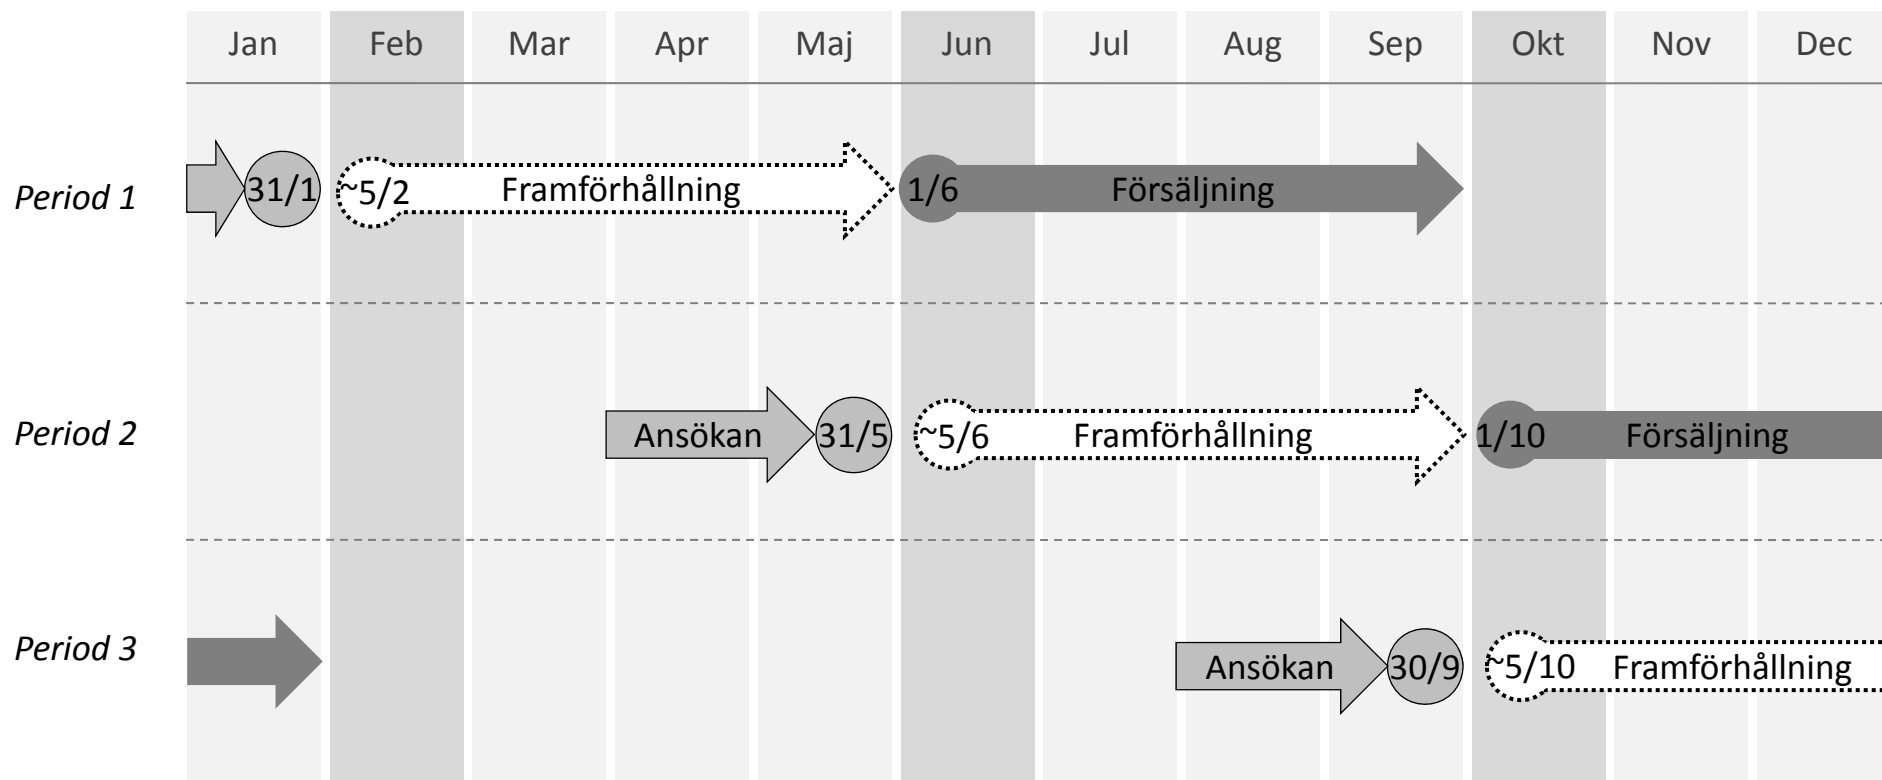 Jan Feb Mar Apr Maj Jun Jul Aug Sep Okt Nov Dec
Period 1 31/1 ~5/2 Framförhållning 1/6 Försäljning
Period 2 Ansökan 31/5 ~5/6 Framförhållning 1/10 Försäljning
Period 3 Ansökan 30/9 ~5/10 Framförhållning